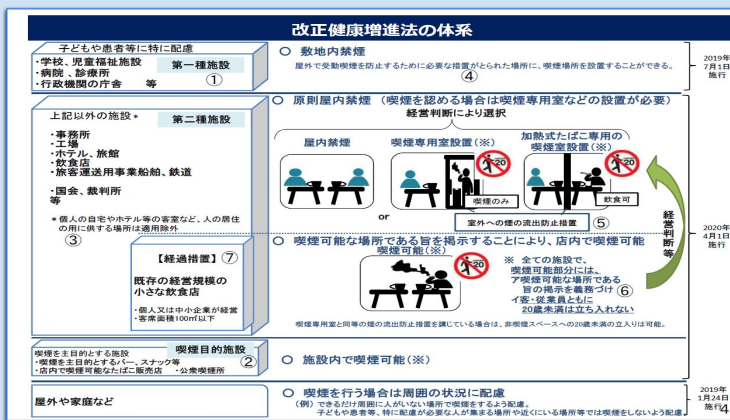 改正健康増進法の体系
子どもや患者等に特に配慮
・学校、児童福祉施設
・病院、診療所
・行政機関の庁舎　等
第一種施設
①
○ 敷地内禁煙
屋外で受動喫煙を防止するために必要な措置がとられた場所に、喫煙場所を設置することができる。
④
2019年
7月1日
施行
上記以外の施設＊
第二種施設
・事務所
・工場
・ホテル、旅館
・飲食店
・旅客運送用事業船舶、鉄道
・国会、裁判所
等
＊個人の自宅やホテル等の客室など、人の居住
の用に供する場所は適用除外
③
○ 原則屋内禁煙 （喫煙を認める場合は喫煙専用室などの設置が必要）
経営判断により選択
屋内禁煙
喫煙専用室設置（※）
加熱式たばこ専用の
喫煙室設置（※）
20
20
喫煙のみ
飲食可
or
室外への煙の流出防止措置
⑤
経営判断等
2020年
4月1日
施行
【経過措置】
⑦
既存の経営規模の
小さな飲食店
・個人又は中小企業が経営
・客席面積100㎡以下
○ 喫煙可能な場所である旨を掲示することにより、店内で喫煙可能
喫煙可能（※）
20
※ 全ての施設で、
喫煙可能部分には、
ア喫煙可能な場所である
旨の掲示を義務づけ
⑥
イ客・従業員ともに
20歳未満は立ち入れない
喫煙専用室と同等の煙の流出防止措置を講じている場合は、非喫煙スペースへの20歳未満の立入りは可能。
喫煙を主目的とする施設
喫煙目的施設
・喫煙を主目的とするバー、スナック等
②
・店内で喫煙可能なたばこ販売店　・公衆喫煙所
○ 施設内で喫煙可能（※）
屋外や家庭など
○ 喫煙を行う場合は周囲の状況に配慮
（例）できるだけ周囲に人がいない場所で喫煙をするよう配慮。
子どもや患者等、特に配慮が必要な人が集まる場所や近くにいる場所等では喫煙をしないよう配慮。
2019年
1月24日
施行
4